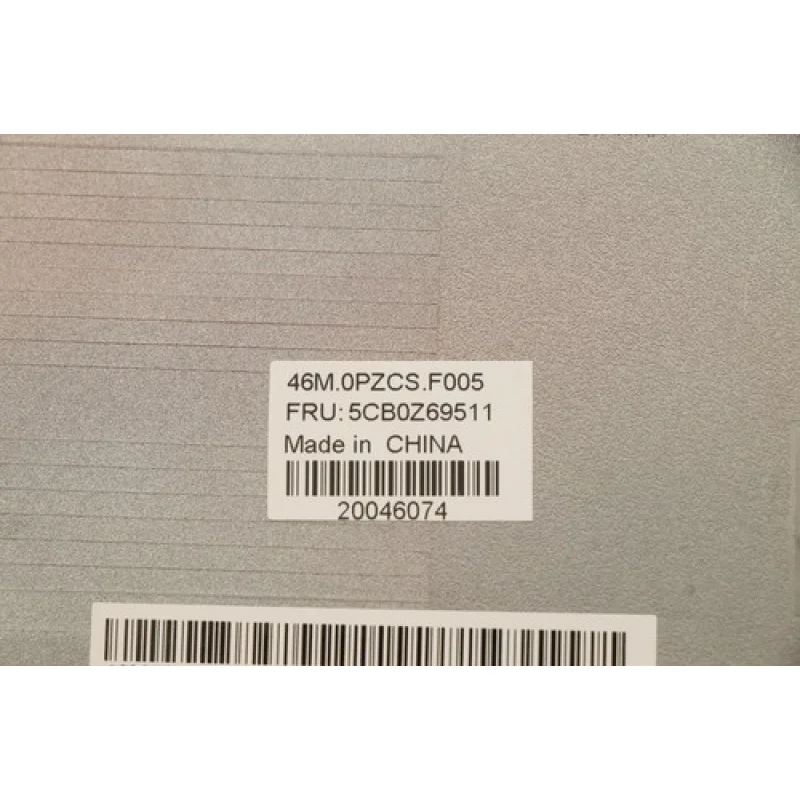 46M.0PZCS.F005
FRU: 5CB0Z69511
Made in CHINA
20046074